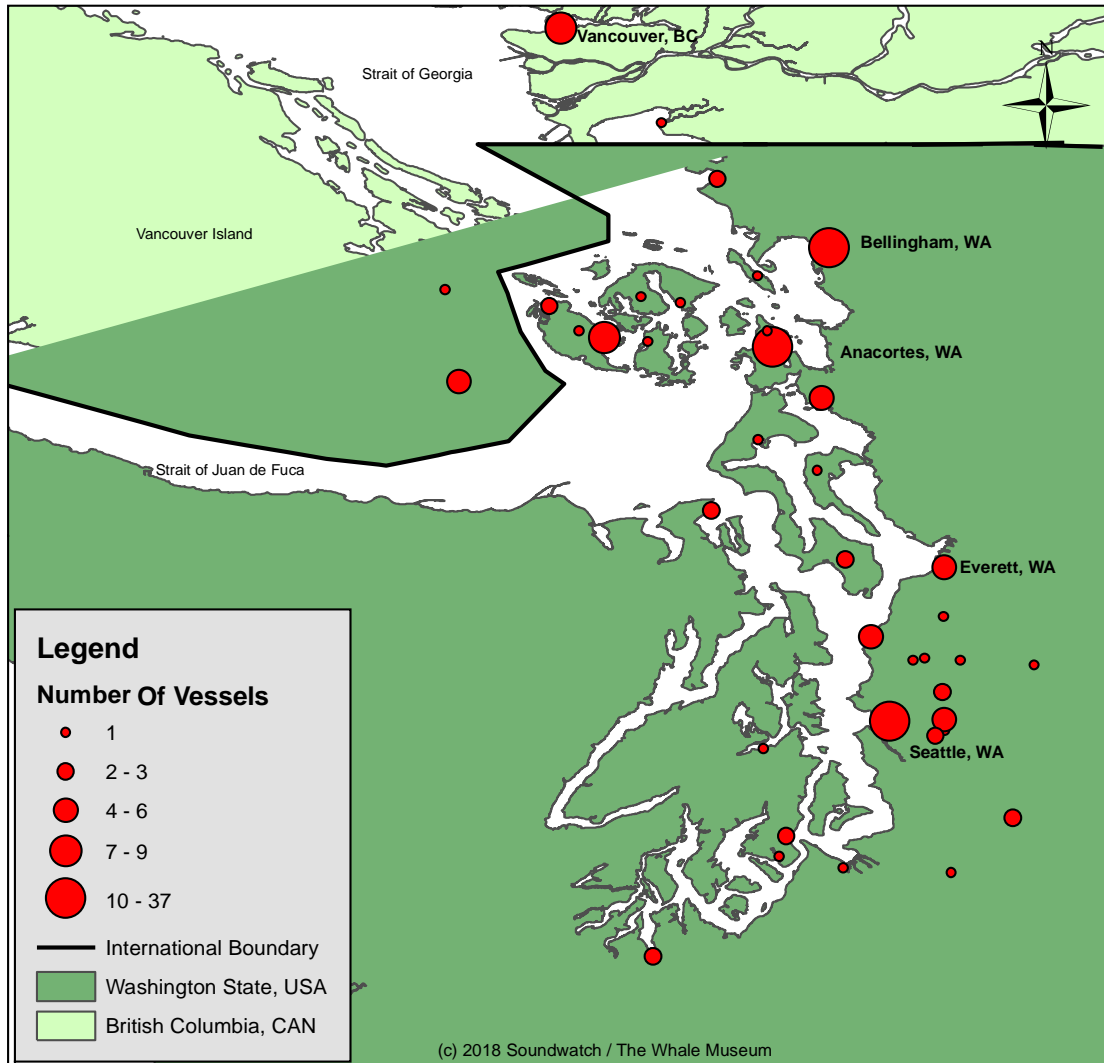 Vancouver, BC
N
Strait of Georgia
Vancouver Island
Bellingham, WA
Anacortes, WA
Strait of Juan de Fuca
Everett, WA
Seattle, WA
Legend
Number Of Vessels
1
2 - 3
4 - 6
7 - 9
10 - 37
International Boundary
Washington State, USA
British Columbia, CAN
(c) 2018 Soundwatch / The Whale Museum